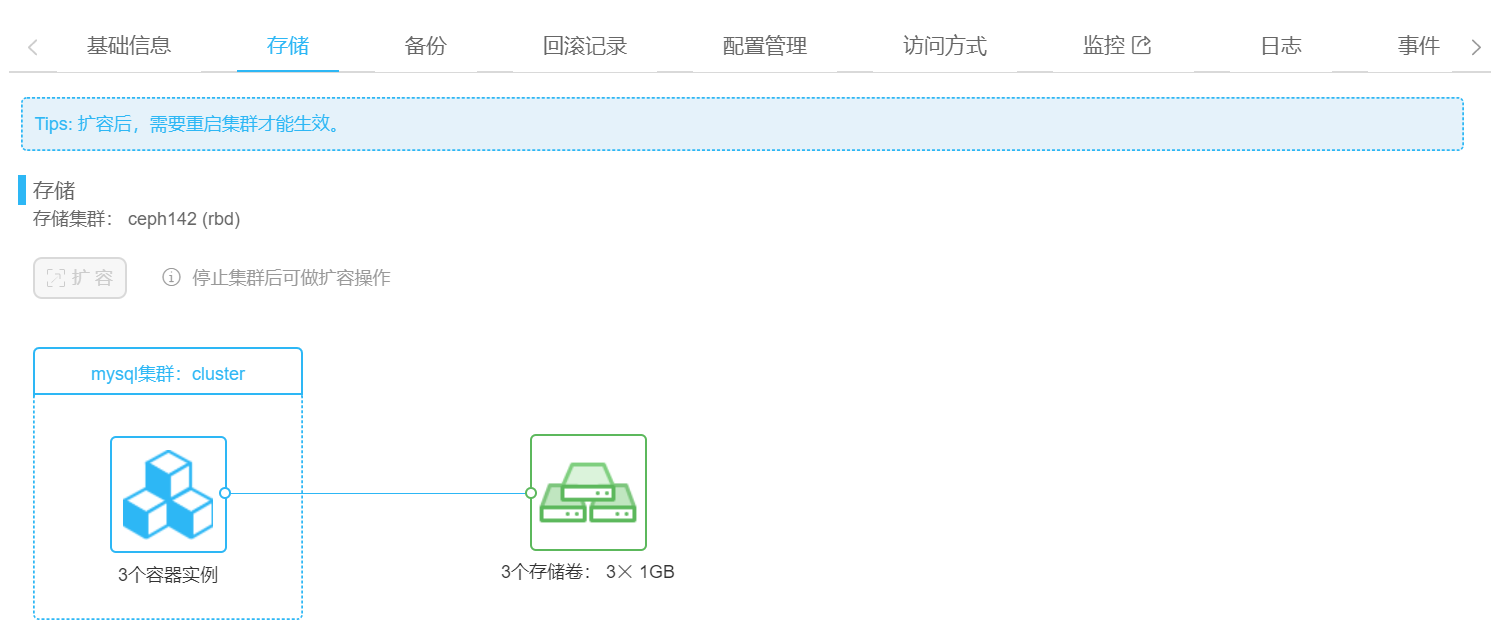 基础信息 存储 备份 回滚记录 配置管理 访问方式 监控 日志 事件
Tips: 扩容后，需要重启集群才能生效。
存储
存储集群： ceph142 (rbd)
扩容 停止集群后可做扩容操作
mysql集群：cluster
3个容器实例
3个存储卷： 3× 1GB